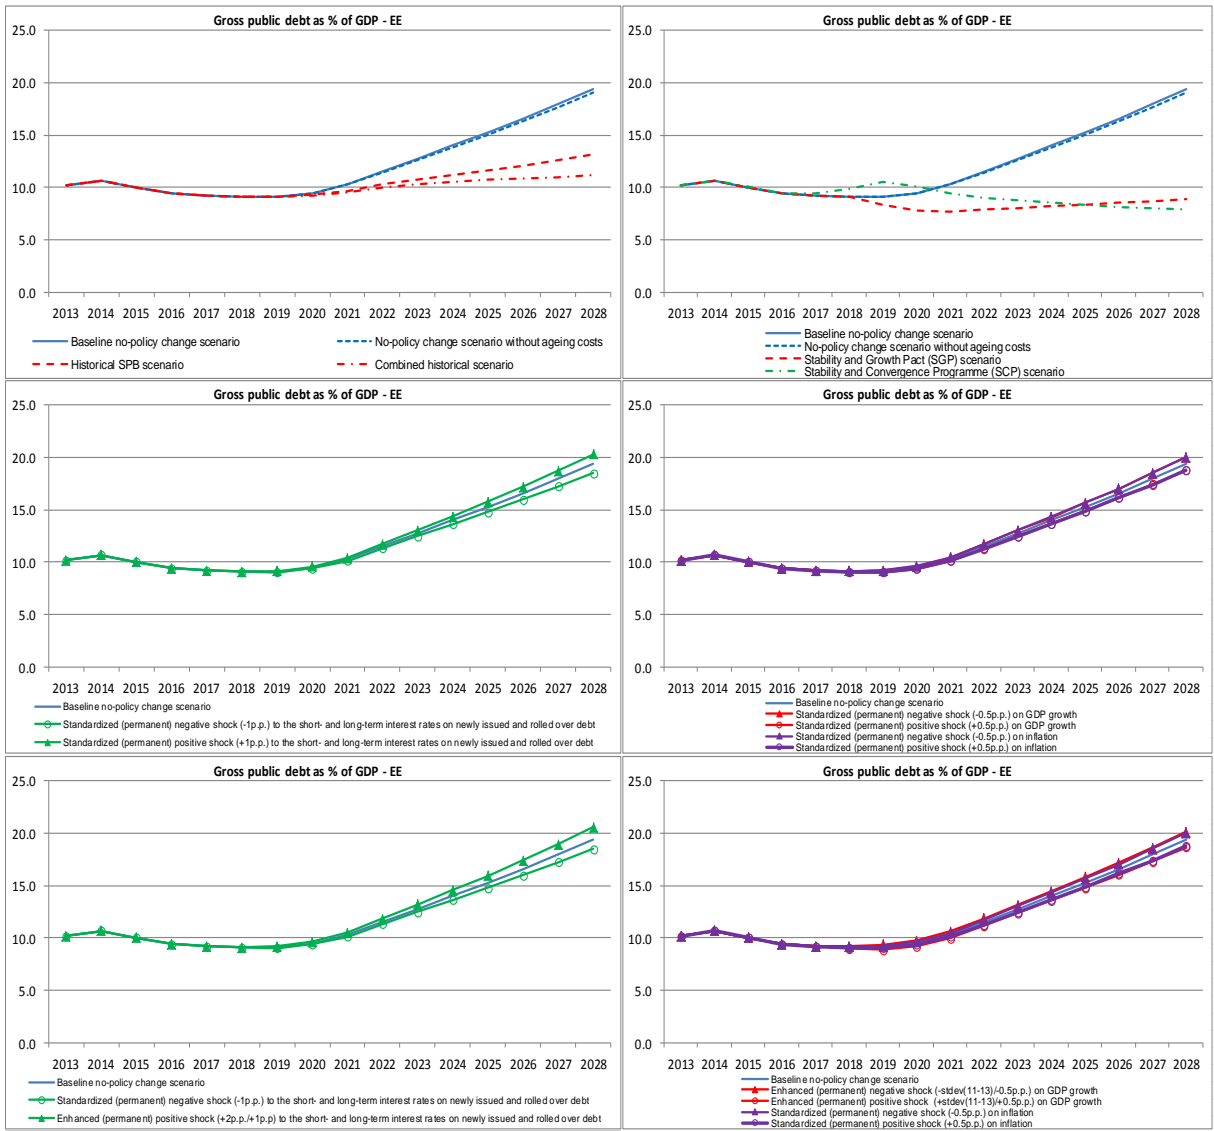 Gross public debt as % of GDP - EE
25.0
20.0
15.0
10.0
5.0
0.0
2013 2014 2015 2016 2017 2018 2019 2020 2021 2022 2023 2024 2025 2026 2027 2028
Baseline no-policy change scenario
No-policy change scenario without ageing costs
Historical SPB scenario
Combined historical scenario
Gross public debt as % of GDP - EE
25.0
20.0
15.0
10.0
5.0
0.0
2013 2014 2015 2016 2017 2018 2019 2020 2021 2022 2023 2024 2025 2026 2027 2028
Baseline no-policy change scenario
No-policy change scenario without ageing costs
Stability and Growth Pact (SGP) scenario
Stability and Convergence Programme (SCP) scenario
Gross public debt as % of GDP - EE
25.0
20.0
15.0
10.0
5.0
0.0
2013 2014 2015 2016 2017 2018 2019 2020 2021 2022 2023 2024 2025 2026 2027 2028
Baseline no-policy change scenario
Standardized (permanent) negative shock (-1p.p.) to the short- and long-term interest rates on newly issued and rolled over debt
Standardized (permanent) positive shock (+1p.p.) to the short- and long-term interest rates on newly issued and rolled over debt
Gross public debt as % of GDP - EE
25.0
20.0
15.0
10.0
5.0
0.0
2013 2014 2015 2016 2017 2018 2019 2020 2021 2022 2023 2024 2025 2026 2027 2028
Baseline no-policy change scenario
Standardized (permanent) negative shock (-0.5p.p.) on GDP growth
Standardized (permanent) positive shock (+0.5p.p.) on GDP growth
Standardized (permanent) negative shock (-0.5p.p.) on inflation
Standardized (permanent) positive shock (+0.5p.p.) on inflation
Gross public debt as % of GDP - EE
25.0
20.0
15.0
10.0
5.0
0.0
2013 2014 2015 2016 2017 2018 2019 2020 2021 2022 2023 2024 2025 2026 2027 2028
Baseline no-policy change scenario
Standardized (permanent) negative shock (-1p.p.) to the short- and long-term interest rates on newly issued and rolled over debt
Enhanced (permanent) positive shock (+2p.p./+1p.p) to the short- and long-term interest rates on newly issued and rolled over debt
Gross public debt as % of GDP - EE
25.0
20.0
15.0
10.0
5.0
0.0
2013 2014 2015 2016 2017 2018 2019 2020 2021 2022 2023 2024 2025 2026 2027 2028
Baseline no-policy change scenario
Enhanced (permanent) negative shock (-stdev(11-13)/-0.5p.p.) on GDP growth
Enhanced (permanent) positive shock (+stdev(11-13)/+0.5p.p.) on GDP growth
Standardized (permanent) negative shock (-0.5p.p.) on inflation
Standardized (permanent) positive shock (+0.5p.p.) on inflation